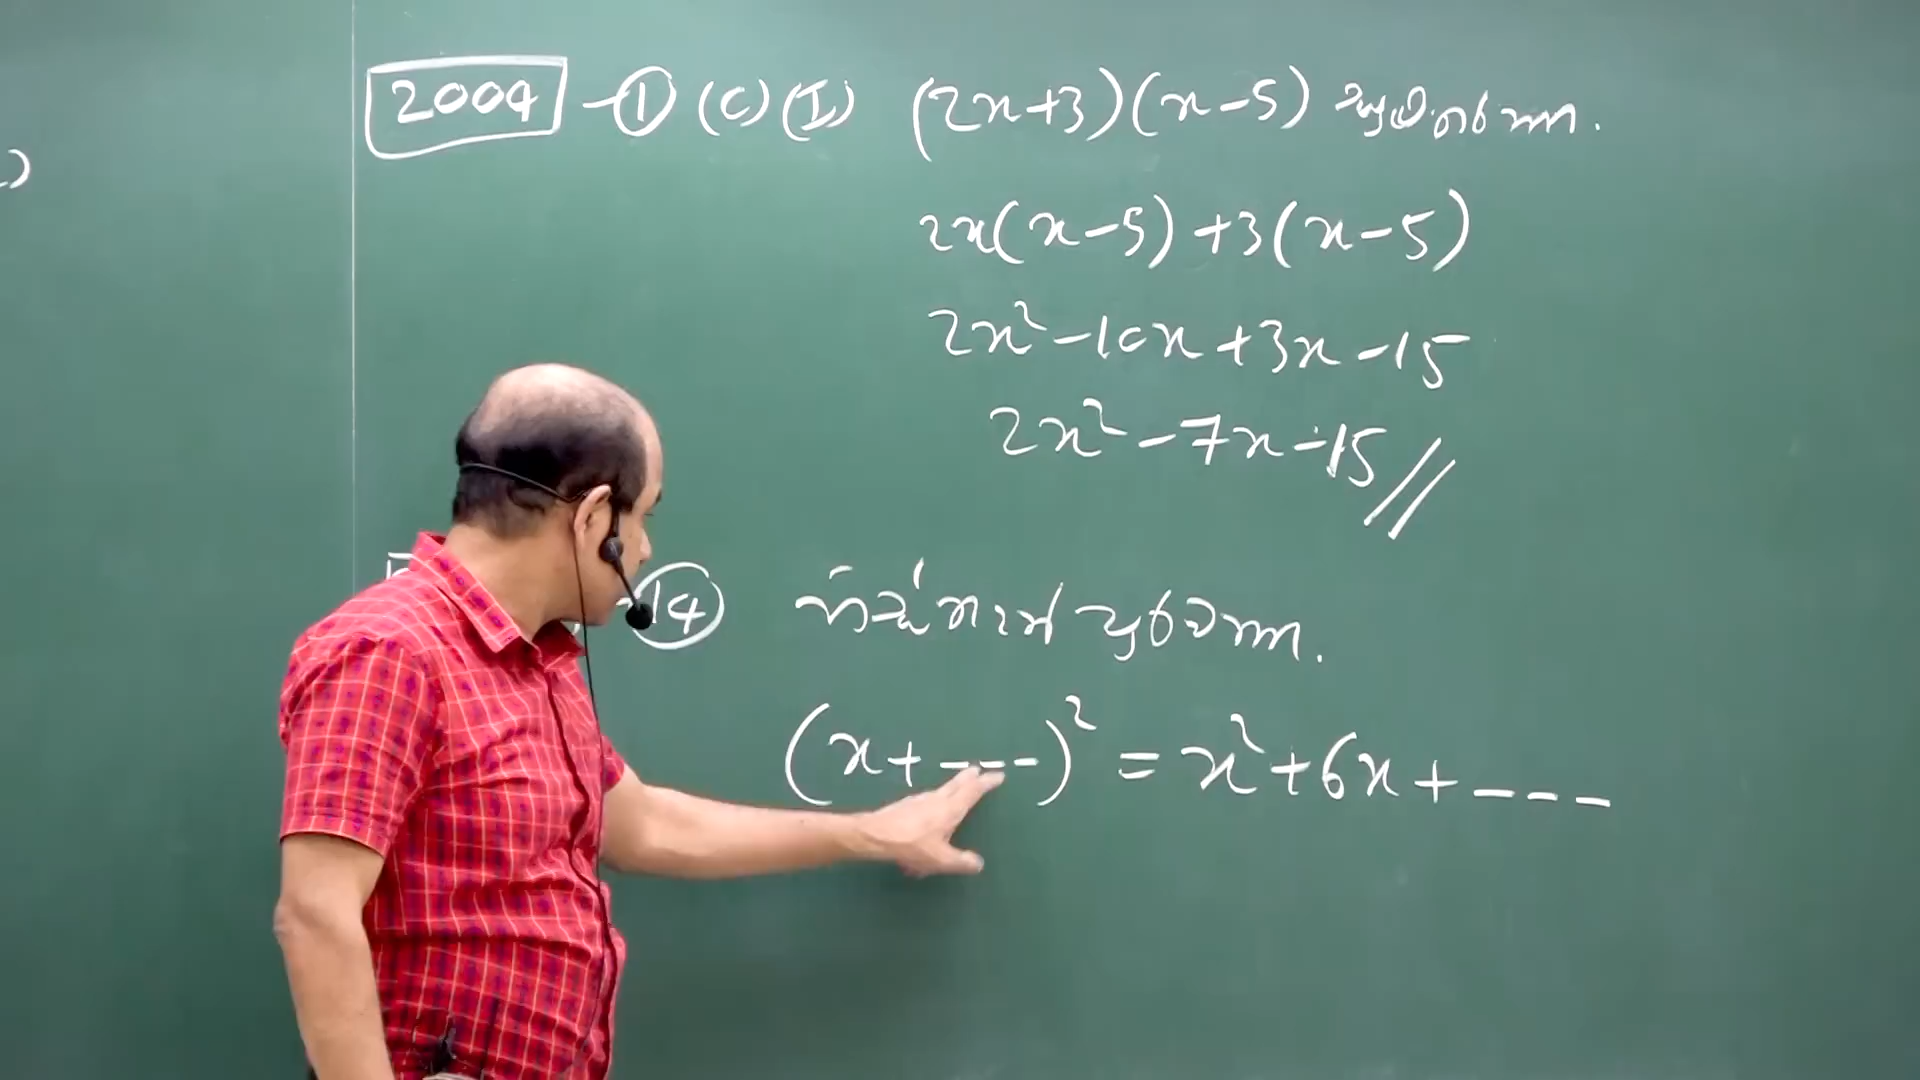 2004 - ① (C) (I) (2x+3)(x-5) සුළු කරන්න.
2x(x-5)+3(x-5)
2x²-10x+3x-15
2x²-7x-15//
⑭ හිස්තැන් පුරවන්න.
(x+---)² = x²+6x+---